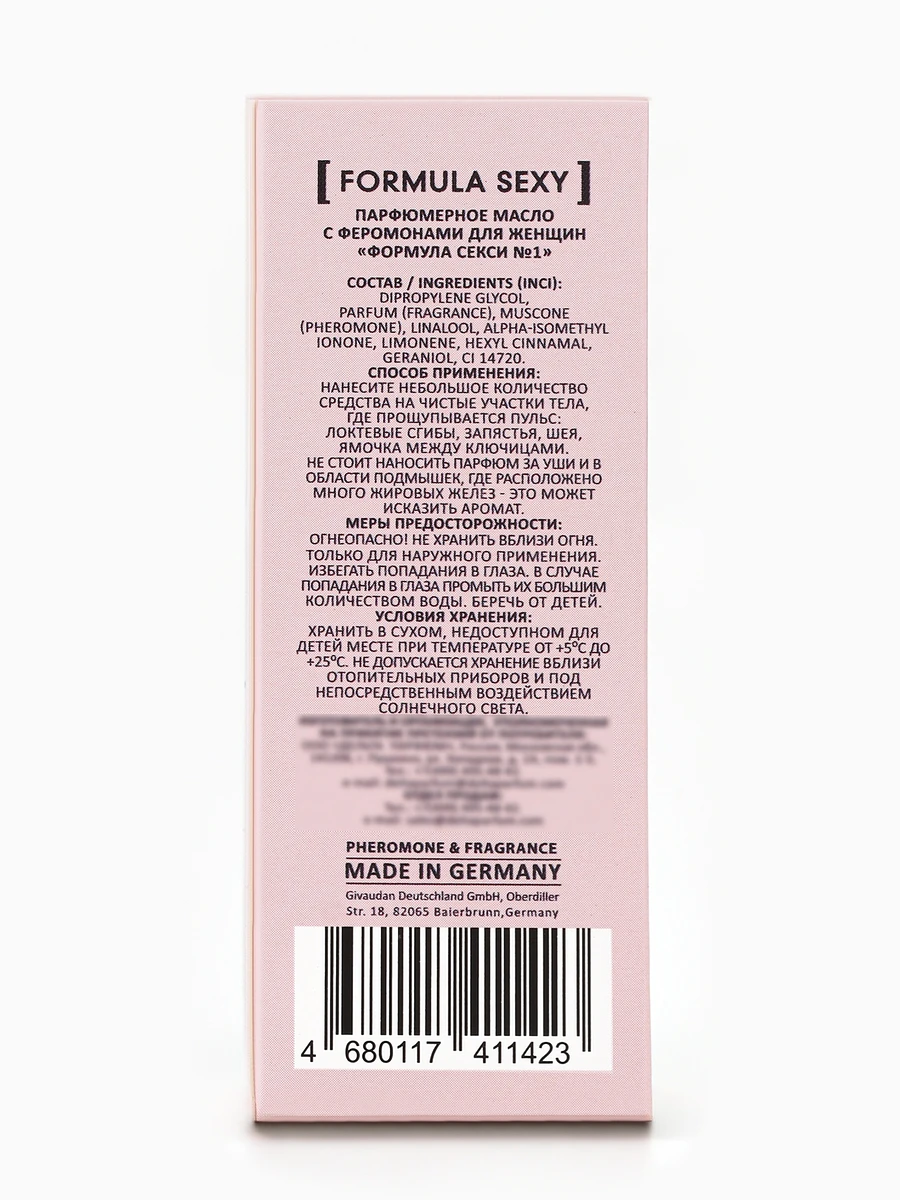 [ FORMULA SEXY ]
ПАРФЮМЕРНОЕ МАСЛО
С ФЕРОМОНАМИ ДЛЯ ЖЕНЩИН
«ФОРМУЛА СЕКСИ №1»
СОСТАВ / INGREDIENTS (INCI):
DIPROPYLENE GLYCOL,
PARFUM (FRAGRANCE), MUSCONE
(PHEROMONE), LINALOOL, ALPHA-ISOMETHYL
IONONE, LIMONENE, HEXYL CINNAMAL,
GERANIOL, CI 14720.
СПОСОБ ПРИМЕНЕНИЯ:
НАНЕСИТЕ НЕБОЛЬШОЕ КОЛИЧЕСТВО
СРЕДСТВА НА ЧИСТЫЕ УЧАСТКИ ТЕЛА,
ГДЕ ПРОЩУПЫВАЕТСЯ ПУЛЬС:
ЛОКТЕВЫЕ СГИБЫ, ЗАПЯСТЬЯ, ШЕЯ,
ЯМОЧКА МЕЖДУ КЛЮЧИЦАМИ.
НЕ СТОИТ НАНОСИТЬ ПАРФЮМ ЗА УШИ И В
ОБЛАСТИ ПОДМЫШЕК, ГДЕ РАСПОЛОЖЕНО
МНОГО ЖИРОВЫХ ЖЕЛЕЗ - ЭТО МОЖЕТ
ИСКАЗИТЬ АРОМАТ.
МЕРЫ ПРЕДОСТОРОЖНОСТИ:
ОГНЕОПАСНО! НЕ ХРАНИТЬ ВБЛИЗИ ОГНЯ.
ТОЛЬКО ДЛЯ НАРУЖНОГО ПРИМЕНЕНИЯ.
ИЗБЕГАТЬ ПОПАДАНИЯ В ГЛАЗА. В СЛУЧАЕ
ПОПАДАНИЯ В ГЛАЗА ПРОМЫТЬ ИХ БОЛЬШИМ
КОЛИЧЕСТВОМ ВОДЫ. БЕРЕЧЬ ОТ ДЕТЕЙ.
УСЛОВИЯ ХРАНЕНИЯ:
ХРАНИТЬ В СУХОМ, НЕДОСТУПНОМ ДЛЯ
ДЕТЕЙ МЕСТЕ ПРИ ТЕМПЕРАТУРЕ ОТ +5°С ДО
+25°С. НЕ ДОПУСКАЕТСЯ ХРАНЕНИЕ ВБЛИЗИ
ОТОПИТЕЛЬНЫХ ПРИБОРОВ И ПОД
НЕПОСРЕДСТВЕННЫМ ВОЗДЕЙСТВИЕМ
СОЛНЕЧНОГО СВЕТА.
PHEROMONE & FRAGRANCE
MADE IN GERMANY
Givaudan Deutschland GmbH, Oberdiller
Str. 18, 82065 Baierbrunn,Germany
4 680117 411423